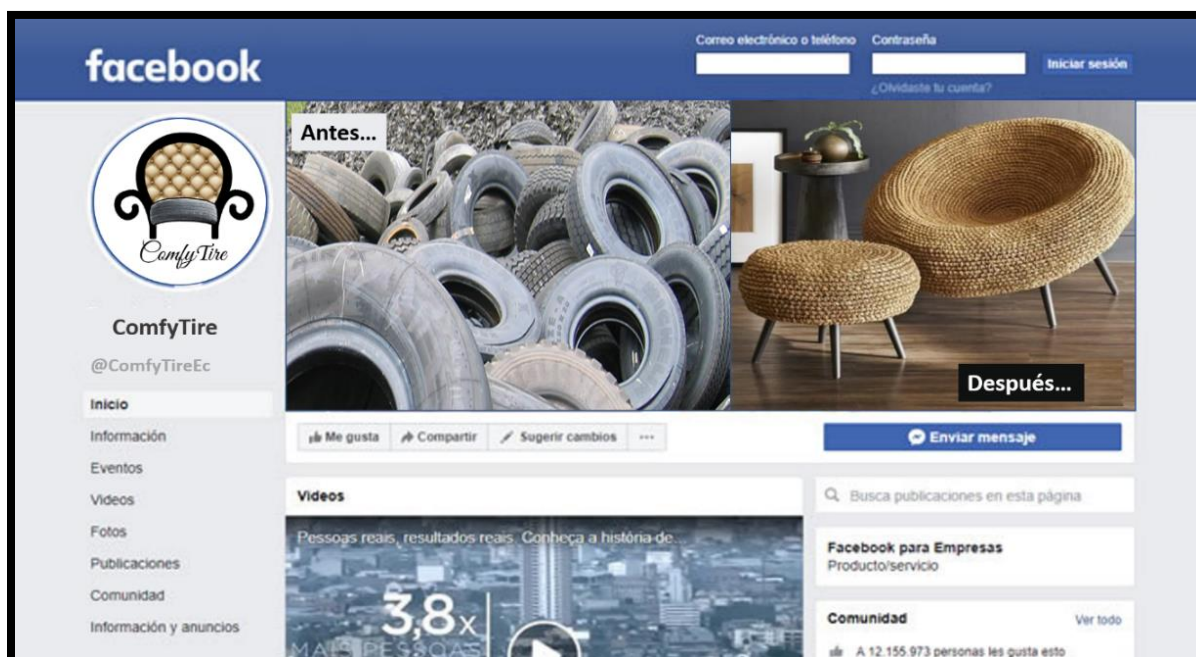 facebook
Correo electrónico o teléfono
Contraseña
Iniciar sesión
¿Olvidaste tu cuenta?
ComfyTire
ComfyTire
@ComfyTireEc
Inicio
Información
Eventos
Videos
Fotos
Publicaciones
Comunidad
Información y anuncios
Antes...
Después...
Me gusta
Compartir
Sugerir cambios
Enviar mensaje
Videos
Pessoas reais, resultados reais. Conheça a história de...
3,8x
MAIS PESSOAS
Busca publicaciones en esta página
Facebook para Empresas
Producto/servicio
Comunidad
Ver todo
A 12.155.973 personas les gusta esto